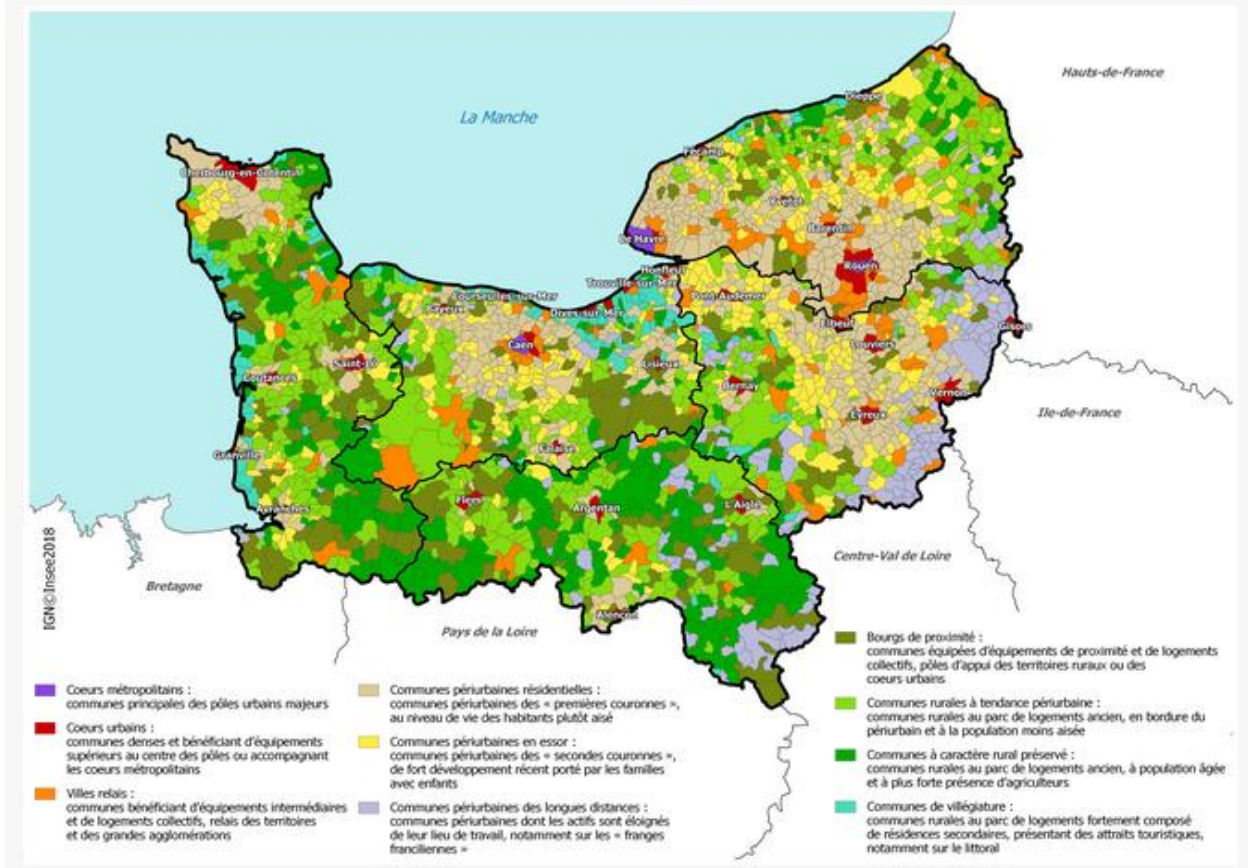 Hauts-de-France
La Manche
Dieppe
Fécamp
Cherbourg-en-Cotentin
Yvetot
Barentin
Le Havre
Rouen
Honfleur
Trouville-sur-Mer
Pont-Audemer
Courseulles-sur-Mer
Bayeux
Dives-sur-Mer
Elbeuf
Gisors
Caen
Louviers
Saint-Lô
Lisieux
Coutances
Bernay
Vernon
Ile-de-France
Evreux
Falaise
Granville
Flers
Argentan
L'Aigle
Avranches
Centre-Val de Loire
Bretagne
IGN©Insee2018
Alençon
Pays de la Loire
Coeurs métropolitains :
communes principales des pôles urbains majeurs
Coeurs urbains :
communes denses et bénéficiant d'équipements
supérieurs au centre des pôles ou accompagnant
les coeurs métropolitains
Villes relais :
communes bénéficiant d'équipements intermédiaires
et de logements collectifs, relais des territoires
et des grandes agglomérations
Communes périurbaines résidentielles :
communes périurbaines des « premières couronnes »,
au niveau de vie des habitants plutôt aisé
Communes périurbaines en essor :
communes périurbaines des « secondes couronnes »,
de fort développement récent porté par les familles
avec enfants
Communes périurbaines des longues distances :
communes périurbaines dont les actifs sont éloignés
de leur lieu de travail, notamment sur les « franges
franciliennes »
Bourgs de proximité :
communes équipées d'équipements de proximité et de logements
collectifs, pôles d'appui des territoires ruraux ou des
coeurs urbains
Communes rurales à tendance périurbaine :
communes rurales au parc de logements ancien, en bordure du
périurbain et à la population moins aisée
Communes à caractère rural préservé :
communes rurales au parc de logements ancien, à population âgée
et à plus forte présence d'agriculteurs
Communes de villégiature :
communes rurales au parc de logements fortement composé
de résidences secondaires, présentant des attraits touristiques,
notamment sur le littoral